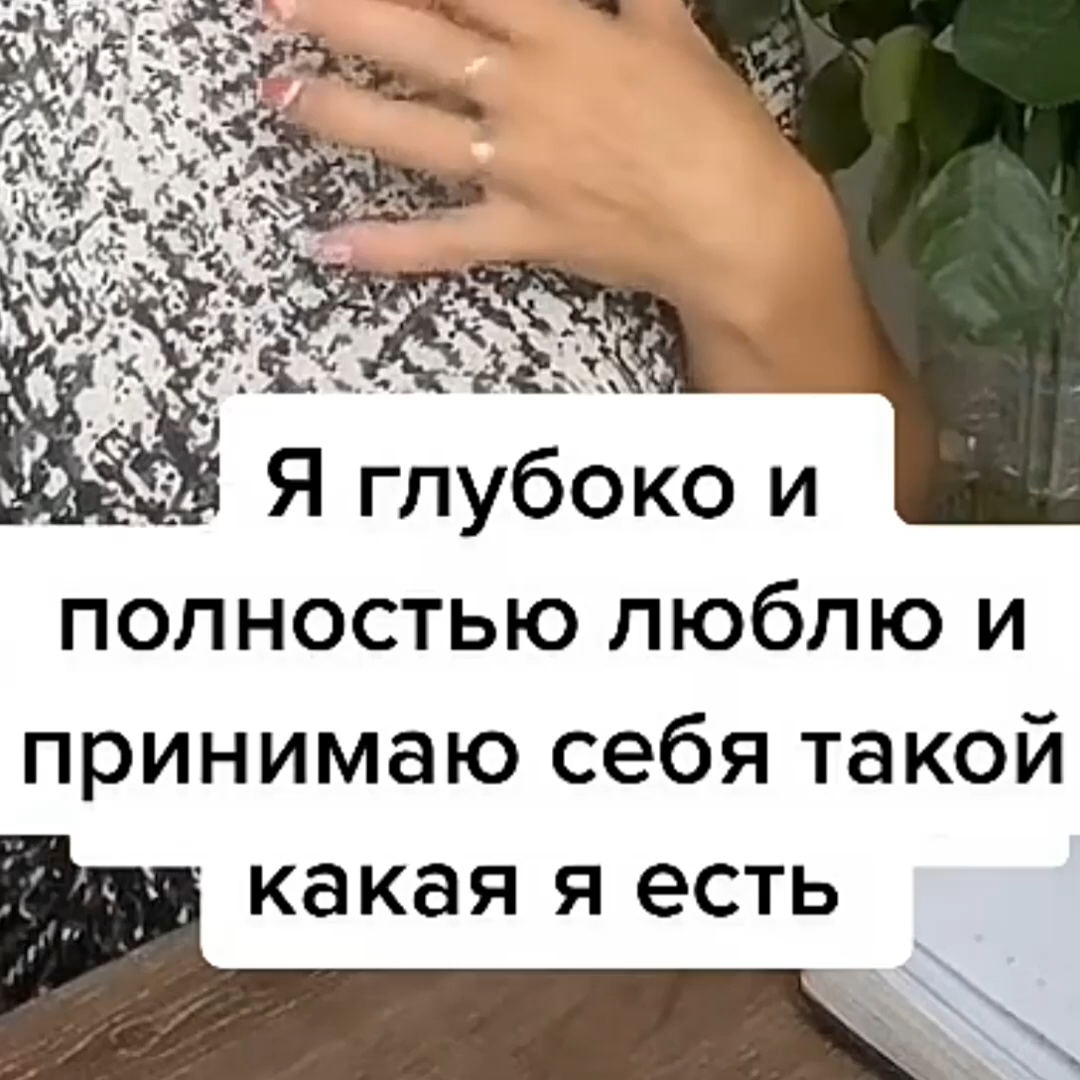 Я глубоко и
полностью люблю и
принимаю себя такой
какая я есть